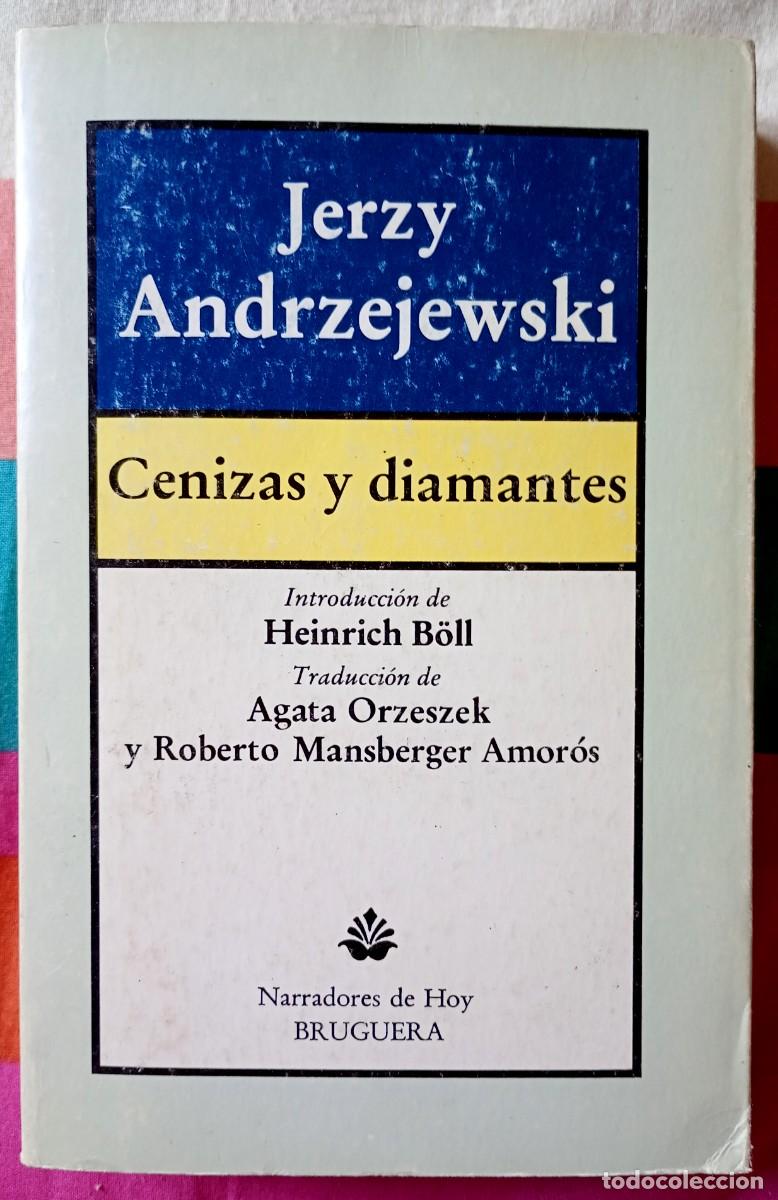 Jerzy
Andrzejewski
Cenizas y diamantes
Introducción de
Heinrich Böll
Traducción de
Agata Orzeszek
y Roberto Mansberger Amorós
Narradores de Hoy
BRUGUERA
todocoleccion